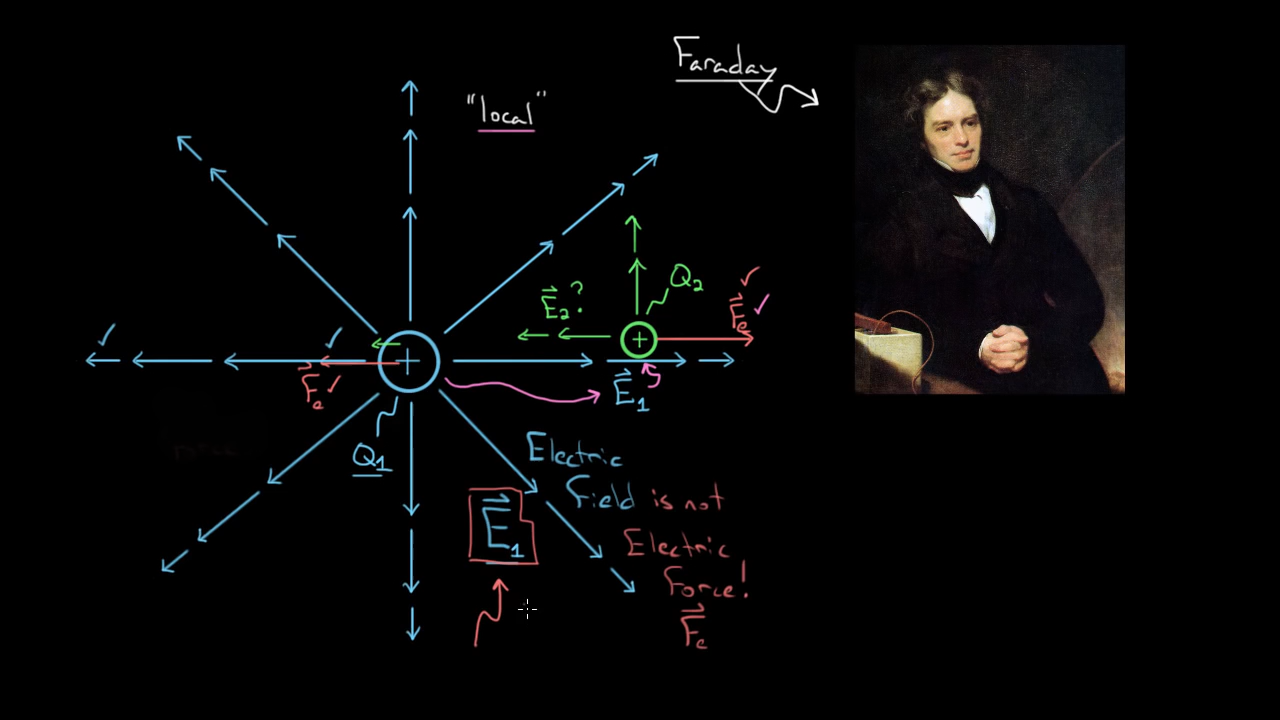 Faraday
"local"
Q₂
E₂?
Fe
Fe
E₁
Q₁
Electric
Field is not
E₁
Electric
Force!
Fe